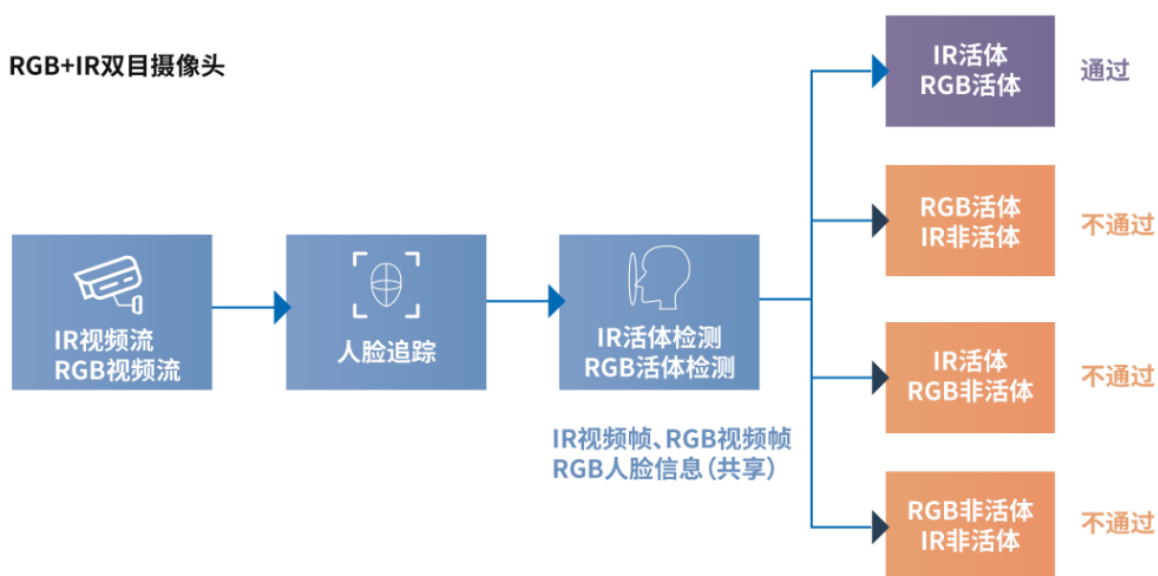 RGB+IR双目摄像头
IR视频流
RGB视频流
人脸追踪
IR活体检测
RGB活体检测
IR视频帧、RGB视频帧
RGB人脸信息(共享)
IR活体
RGB活体
通过
RGB活体
IR非活体
不通过
IR活体
RGB非活体
不通过
RGB非活体
IR非活体
不通过